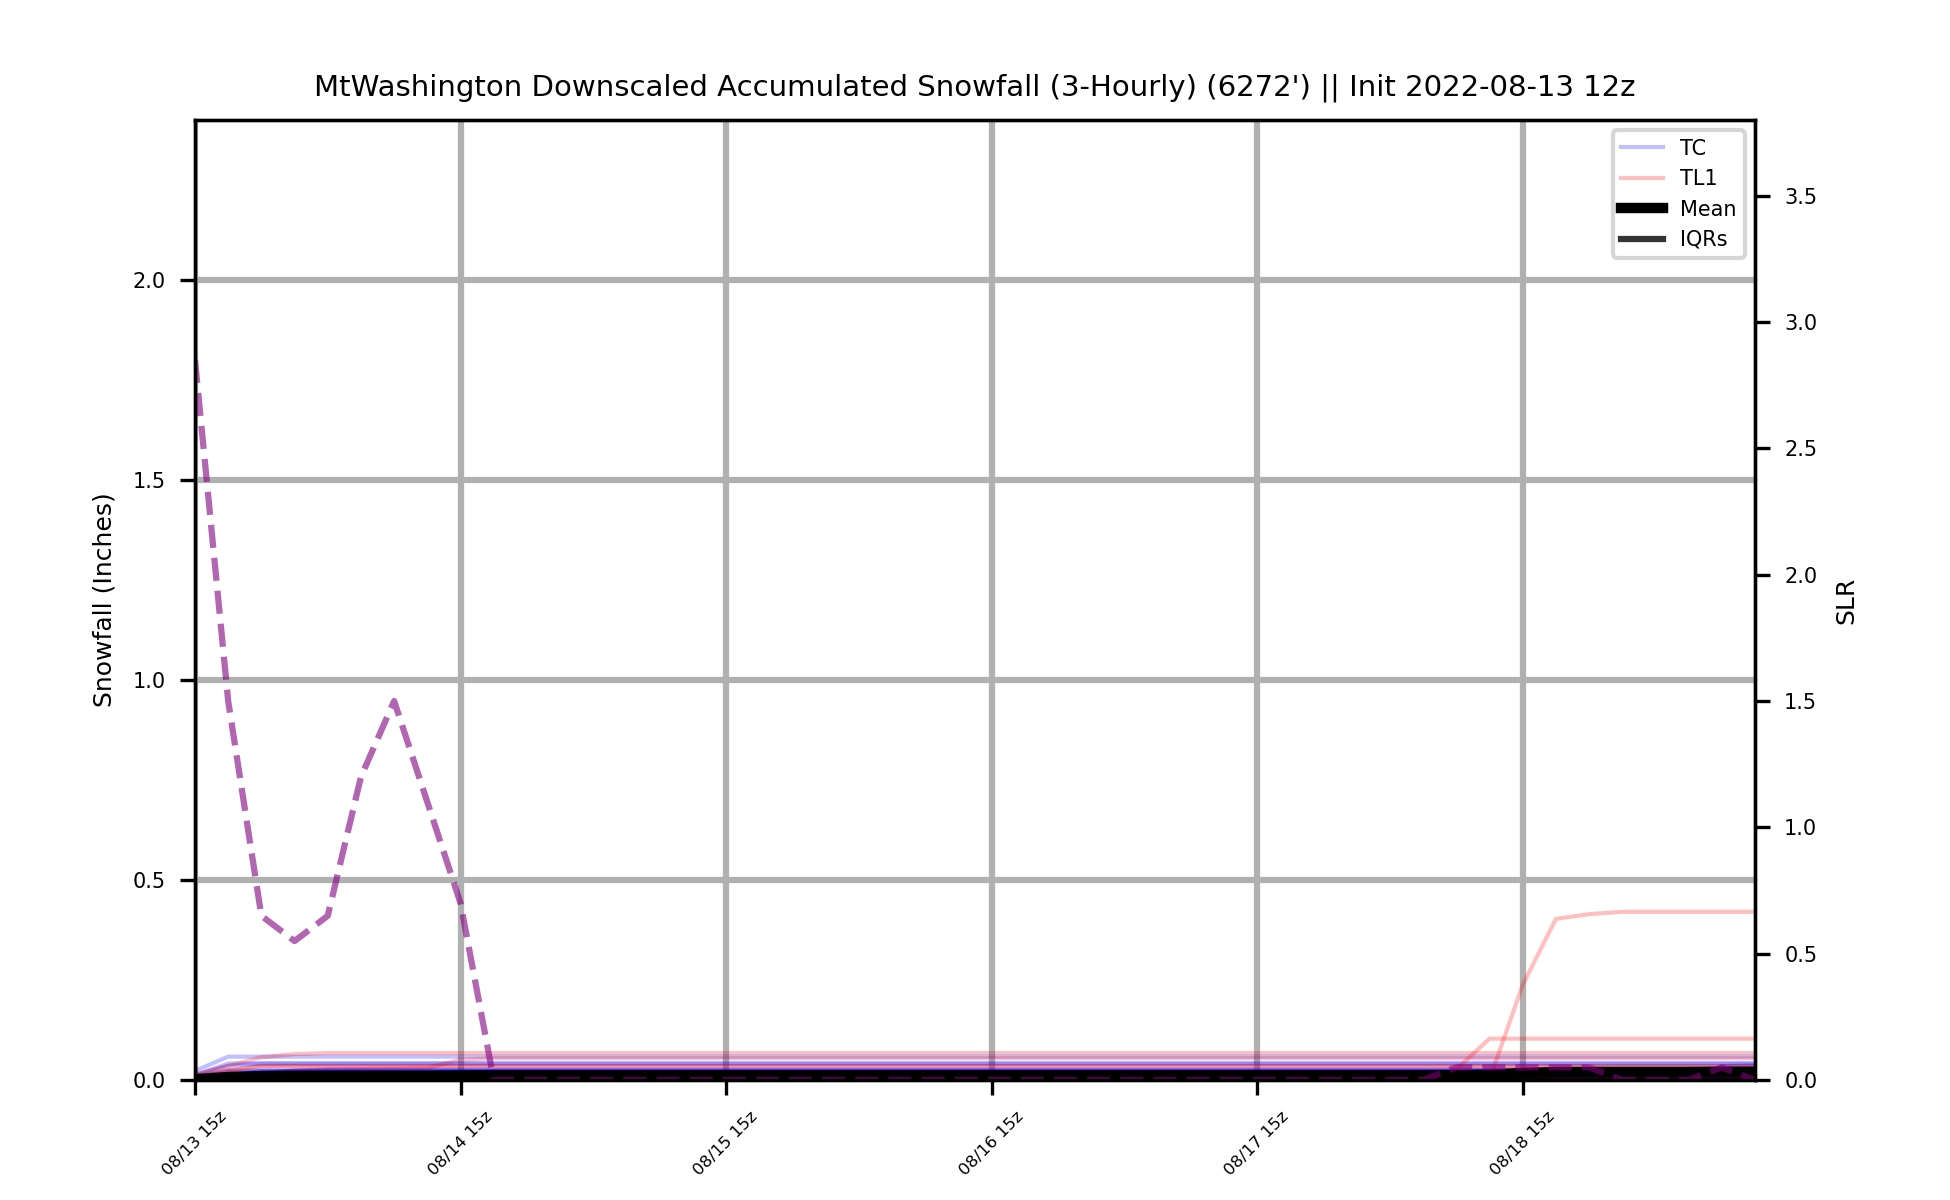 MtWashington Downscaled Accumulated Snowfall (3-Hourly) (6272') || Init 2022-08-13 12z
TC
TL1
Mean
IQRs
Snowfall (Inches)
2.0
1.5
1.0
0.5
0.0
3.5
3.0
2.5
2.0
1.5
1.0
0.5
0.0
SLR
08/13 15z
08/14 15z
08/15 15z
08/16 15z
08/17 15z
08/18 15z